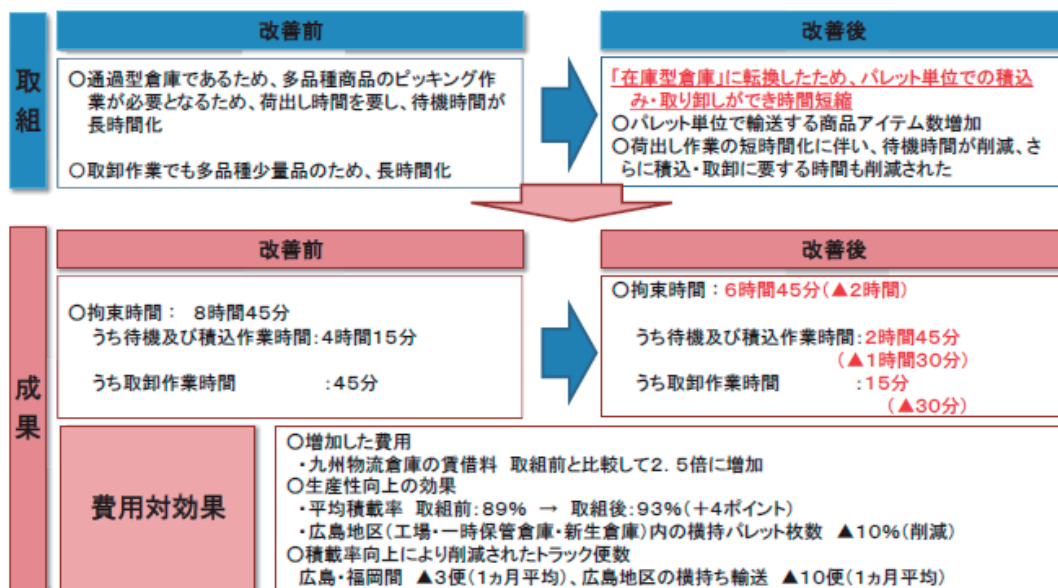 取組
改善前
〇通過型倉庫であるため、多品種商品のピッキング作
業が必要となるため、荷出し時間を要し、待機時間が
長時間化
〇取卸作業でも多品種少量品のため、長時間化
改善後
「在庫型倉庫」に転換したため、パレット単位での積込
み・取り卸しができ時間短縮
〇パレット単位で輸送する商品アイテム数増加
〇荷出し作業の短時間化に伴い、待機時間が削減、さ
らに積込・取卸に要する時間も削減された
成果
改善前
〇拘束時間： 8時間45分
うち待機及び積込作業時間：4時間15分
うち取卸作業時間 ：45分
改善後
〇拘束時間：6時間45分（▲2時間）
うち待機及び積込作業時間：2時間45分
（▲1時間30分）
うち取卸作業時間 ：15分
（▲30分）
費用対効果
〇増加した費用
・九州物流倉庫の賃借料 取組前と比較して2．5倍に増加
〇生産性向上の効果
・平均積載率 取組前：89% → 取組後：93%（+4ポイント）
・広島地区（工場・一時保管倉庫・新生倉庫）内の横持パレット枚数 ▲10%（削減）
〇積載率向上により削減されたトラック便数
広島・福岡間 ▲3便（1ヵ月平均）、広島地区の横持ち輸送 ▲10便（1ヵ月平均）